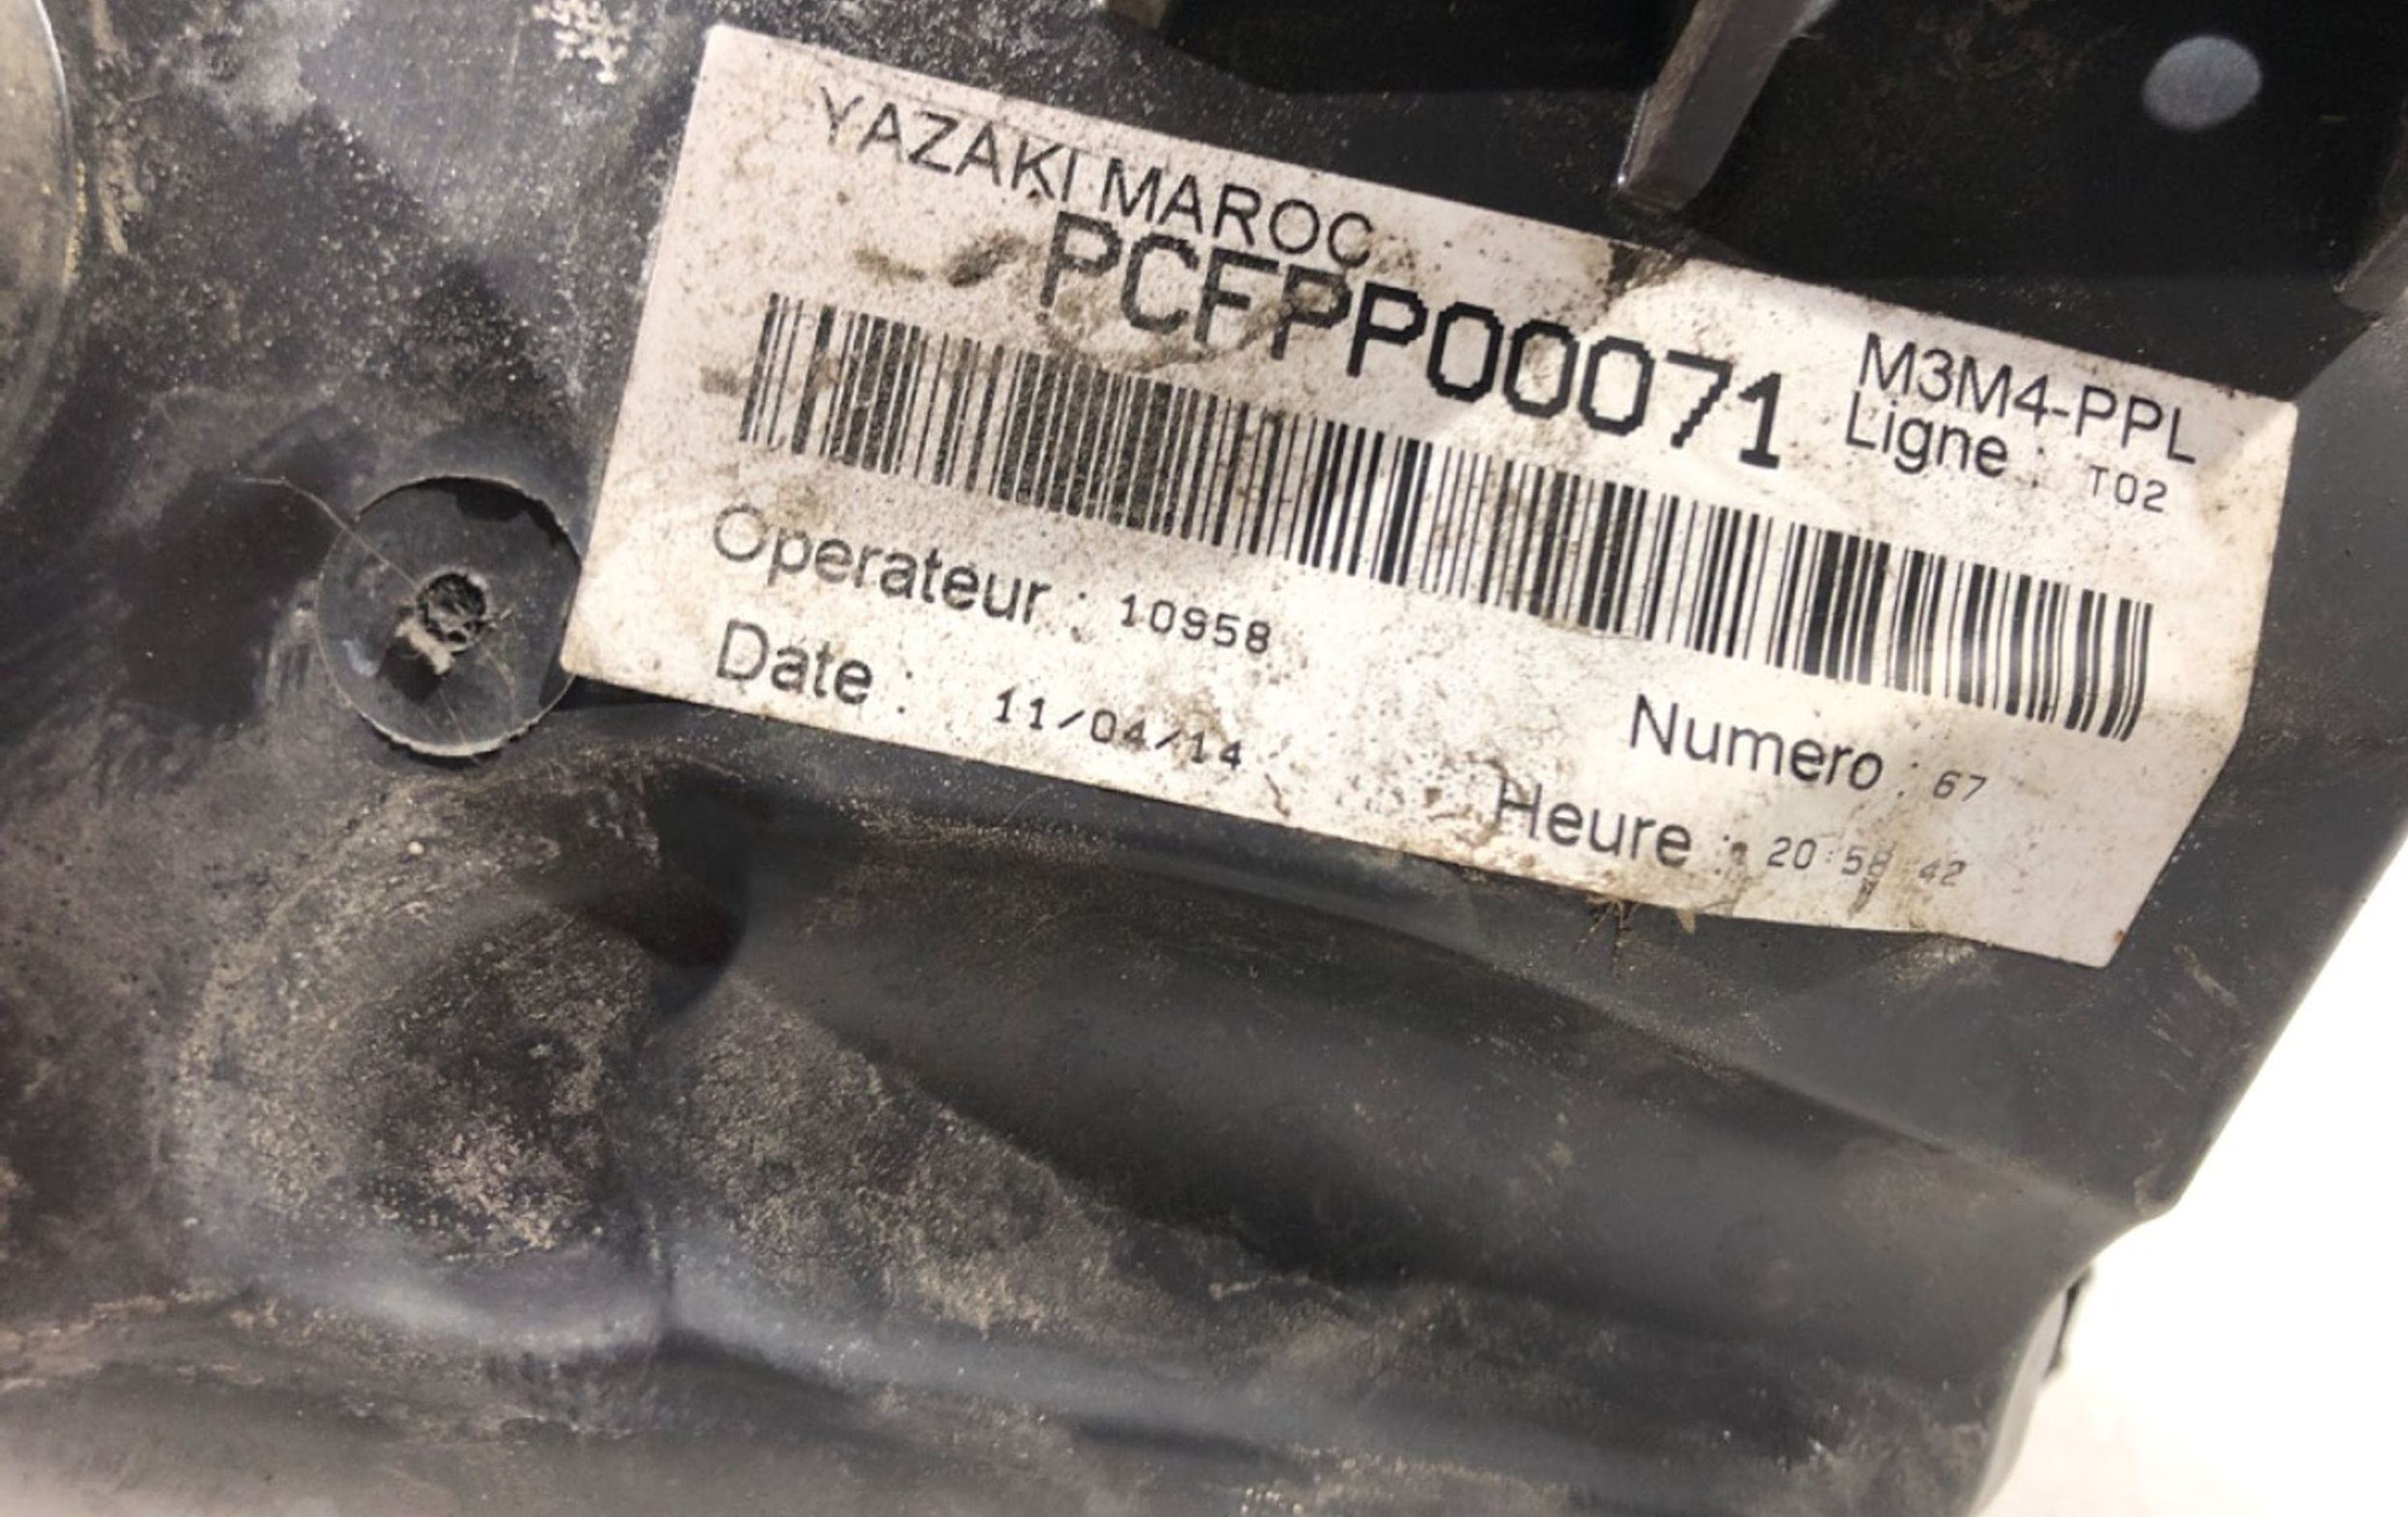 YAZAKI MAROC
PCFPP00071
M3M4-PPL
Ligne : T02
Operateur : 10958
Numero : 67
Date : 11/04/14
Heure : 20:58:42